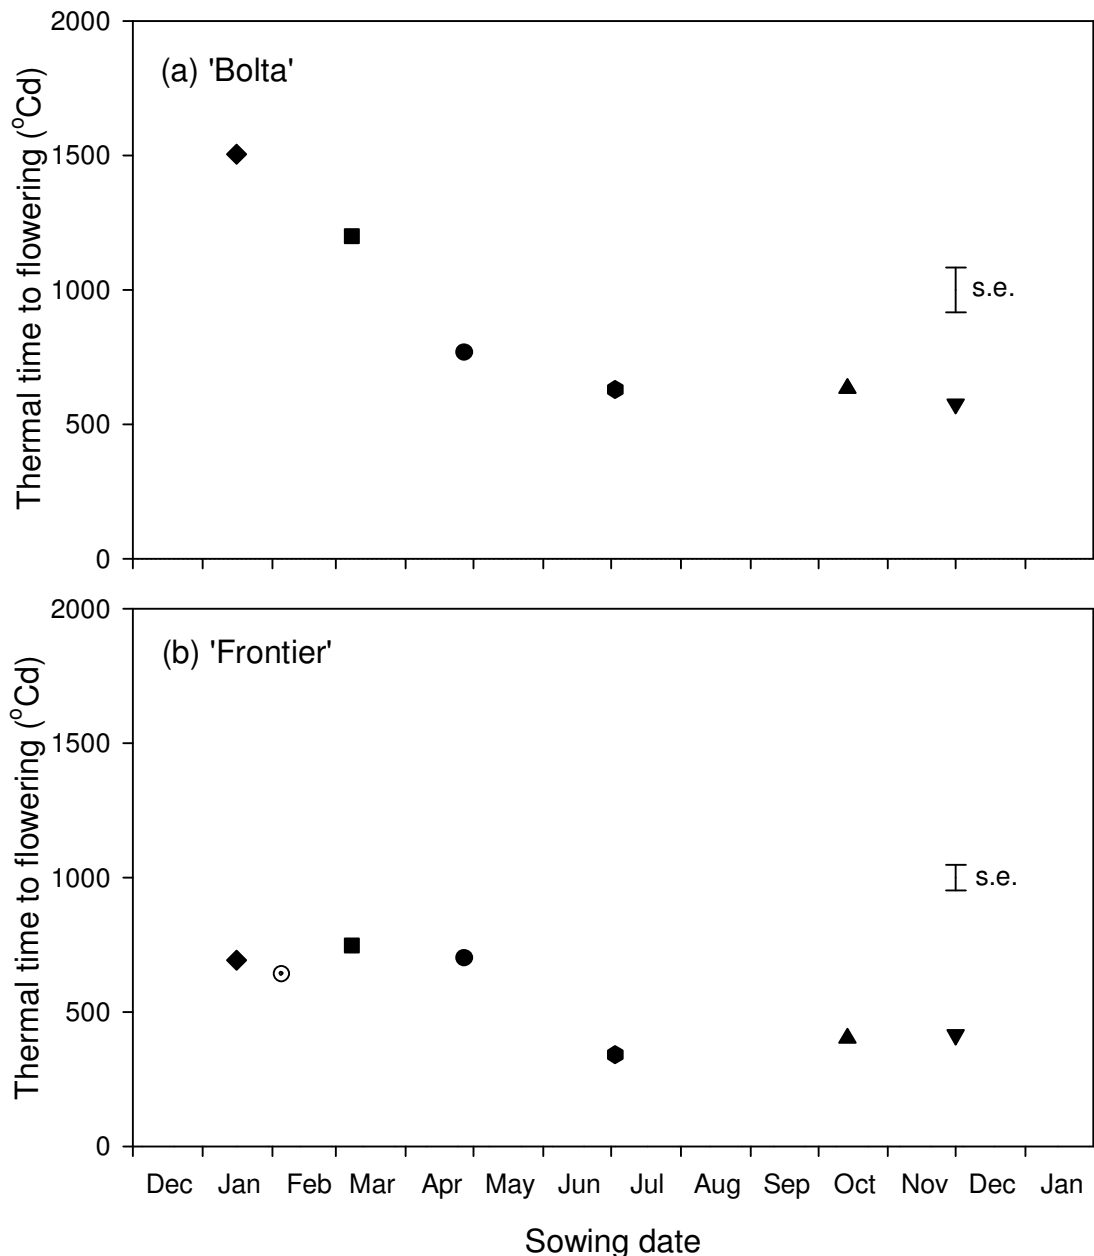 2000
(a) 'Bolta'
1500
1000
s.e.
500
0
Thermal time to flowering (°Cd)
2000
(b) 'Frontier'
1500
1000
s.e.
500
0
Thermal time to flowering (°Cd)
Dec Jan Feb Mar Apr May Jun Jul Aug Sep Oct Nov Dec Jan
Sowing date